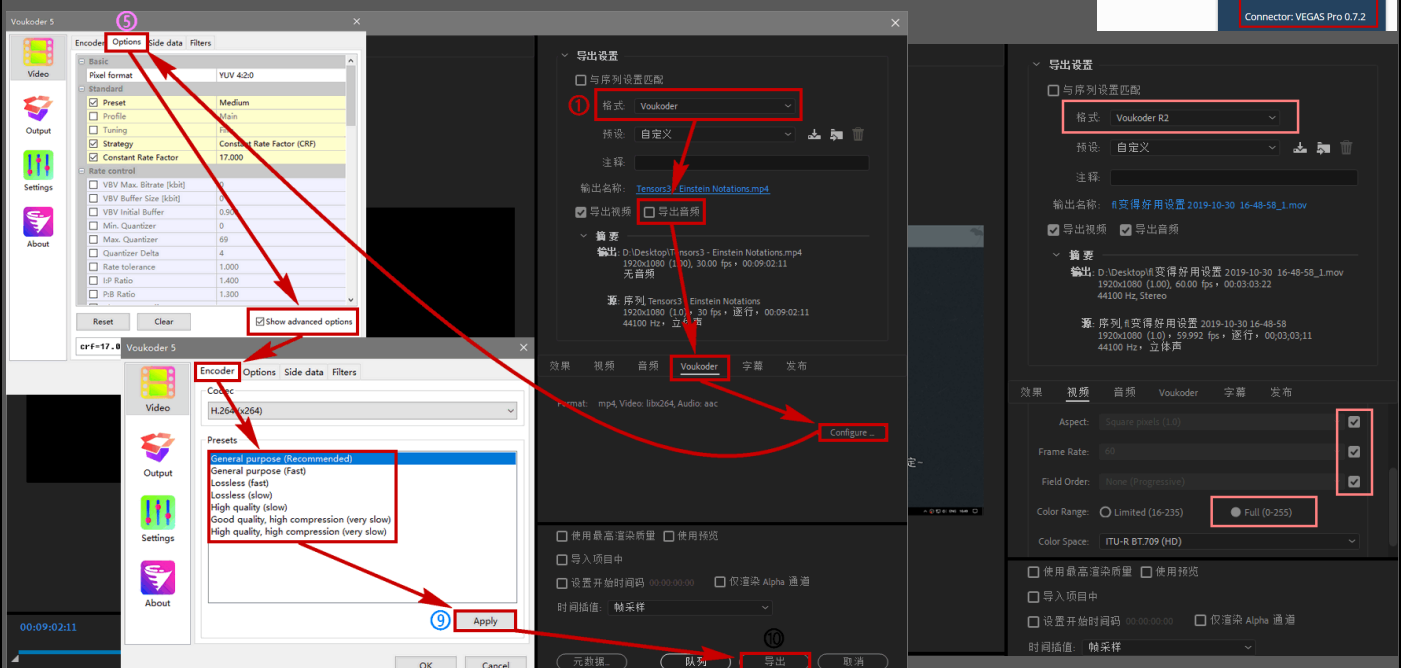 Connector: VEGAS Pro 0.7.2
Voukoder 5
⑤
Encoder Options Side data Filters
Video
Output
Settings
About
Basic
Pixel format YUV 4:2:0
Standard
Preset Medium
Profile Main
Tuning
Strategy Constant Rate Factor (CRF)
Constant Rate Factor 17.000
Rate control
VBV Max. Bitrate [kbit]
VBV Buffer Size [kbit] 0
VBV Initial Buffer 0.900
Min. Quantizer 0
Max. Quantizer 69
Quantizer Delta 4
Rate tolerance 1.000
I:P Ratio 1.400
P:B Ratio 1.300
Reset Clear Show advanced options
crf=17.0
Voukoder 5
Encoder Options Side data Filters
Video
Output
Settings
About
Codec
H.264 (x264)
Presets
General purpose (Recommended)
General purpose (Fast)
Lossless (fast)
Lossless (slow)
High quality (slow)
Good quality, high compression (very slow)
High quality, high compression (very slow)
⑨ Apply
OK Cancel
00:09:02:11
导出设置
与序列设置匹配
① 格式: Voukoder
预设: 自定义
注释:
输出名称: Tensors3 - Einstein Notations.mp4
导出视频 导出音频
摘要
输出: D:\Desktop\Tensors3 - Einstein Notations.mp4
1920x1080 (1.00), 30.00 fps, 00:09:02:11
无音频
源: 序列, Tensors3 - Einstein Notations
1920x1080 (1.0), 30 fps, 逐行, 00:09:02:11
44100 Hz, 立体声
效果 视频 音频 Voukoder 字幕 发布
Format: mp4, Video: libx264, Audio: aac
Configure ...
使用最高渲染质量 使用预览
导入项目中
设置开始时间码 00:00:00:00 仅渲染 Alpha 通道
时间插值: 帧采样
⑩
元数据... 队列 导出 取消
定~
导出设置
与序列设置匹配
格式: Voukoder R2
预设: 自定义
注释:
输出名称: fl变得好用设置 2019-10-30 16-48-58_1.mov
导出视频 导出音频
摘要
输出: D:\Desktop\fl变得好用设置 2019-10-30 16-48-58_1.mov
1920x1080 (1.00), 60.00 fps, 00:03:03:22
44100 Hz, Stereo
源: 序列, fl变得好用设置 2019-10-30 16-48-58
1920x1080 (1.0), 59.992 fps, 逐行, 00;03;03;11
44100 Hz, 立体声
效果 视频 音频 Voukoder 字幕 发布
Aspect: Square pixels (1.0)
Frame Rate: 60
Field Order: None (Progressive)
Color Range: Limited (16-235) Full (0-255)
Color Space: ITU-R BT.709 (HD)
使用最高渲染质量 使用预览
导入项目中
设置开始时间码 00:00:00:00 仅渲染 Alpha 通道
时间插值: 帧采样